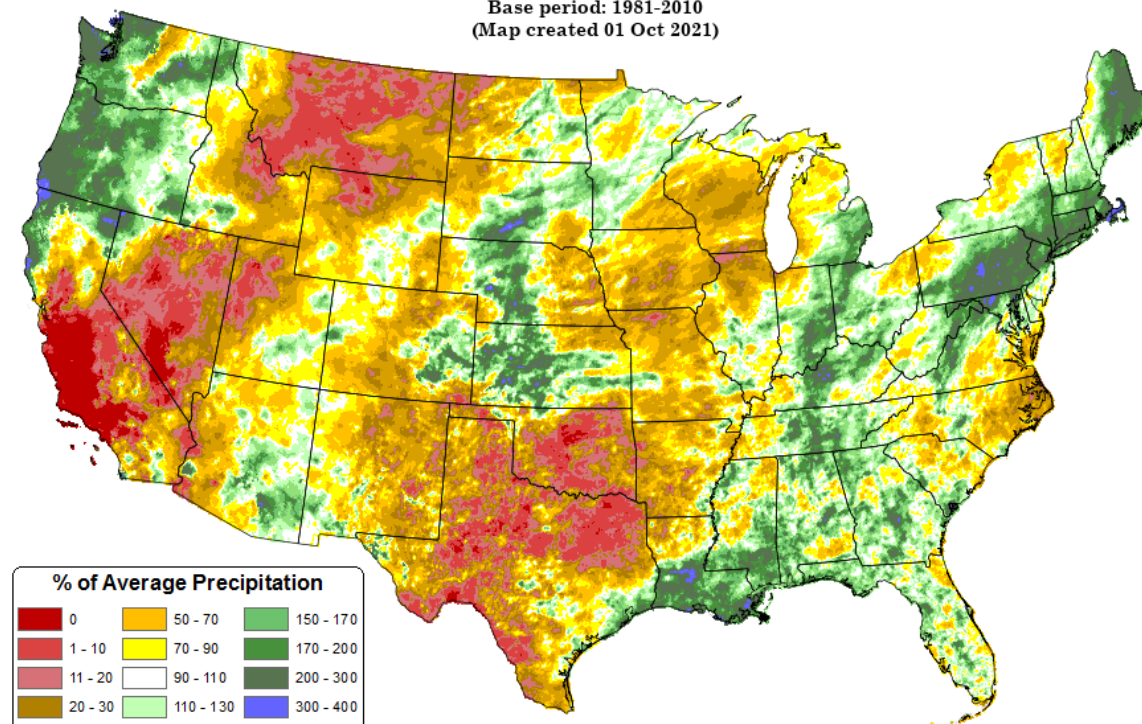 Base period: 1981-2010
(Map created 01 Oct 2021)
% of Average Precipitation
0 50 - 70 150 - 170
1 - 10 70 - 90 170 - 200
11 - 20 90 - 110 200 - 300
20 - 30 110 - 130 300 - 400